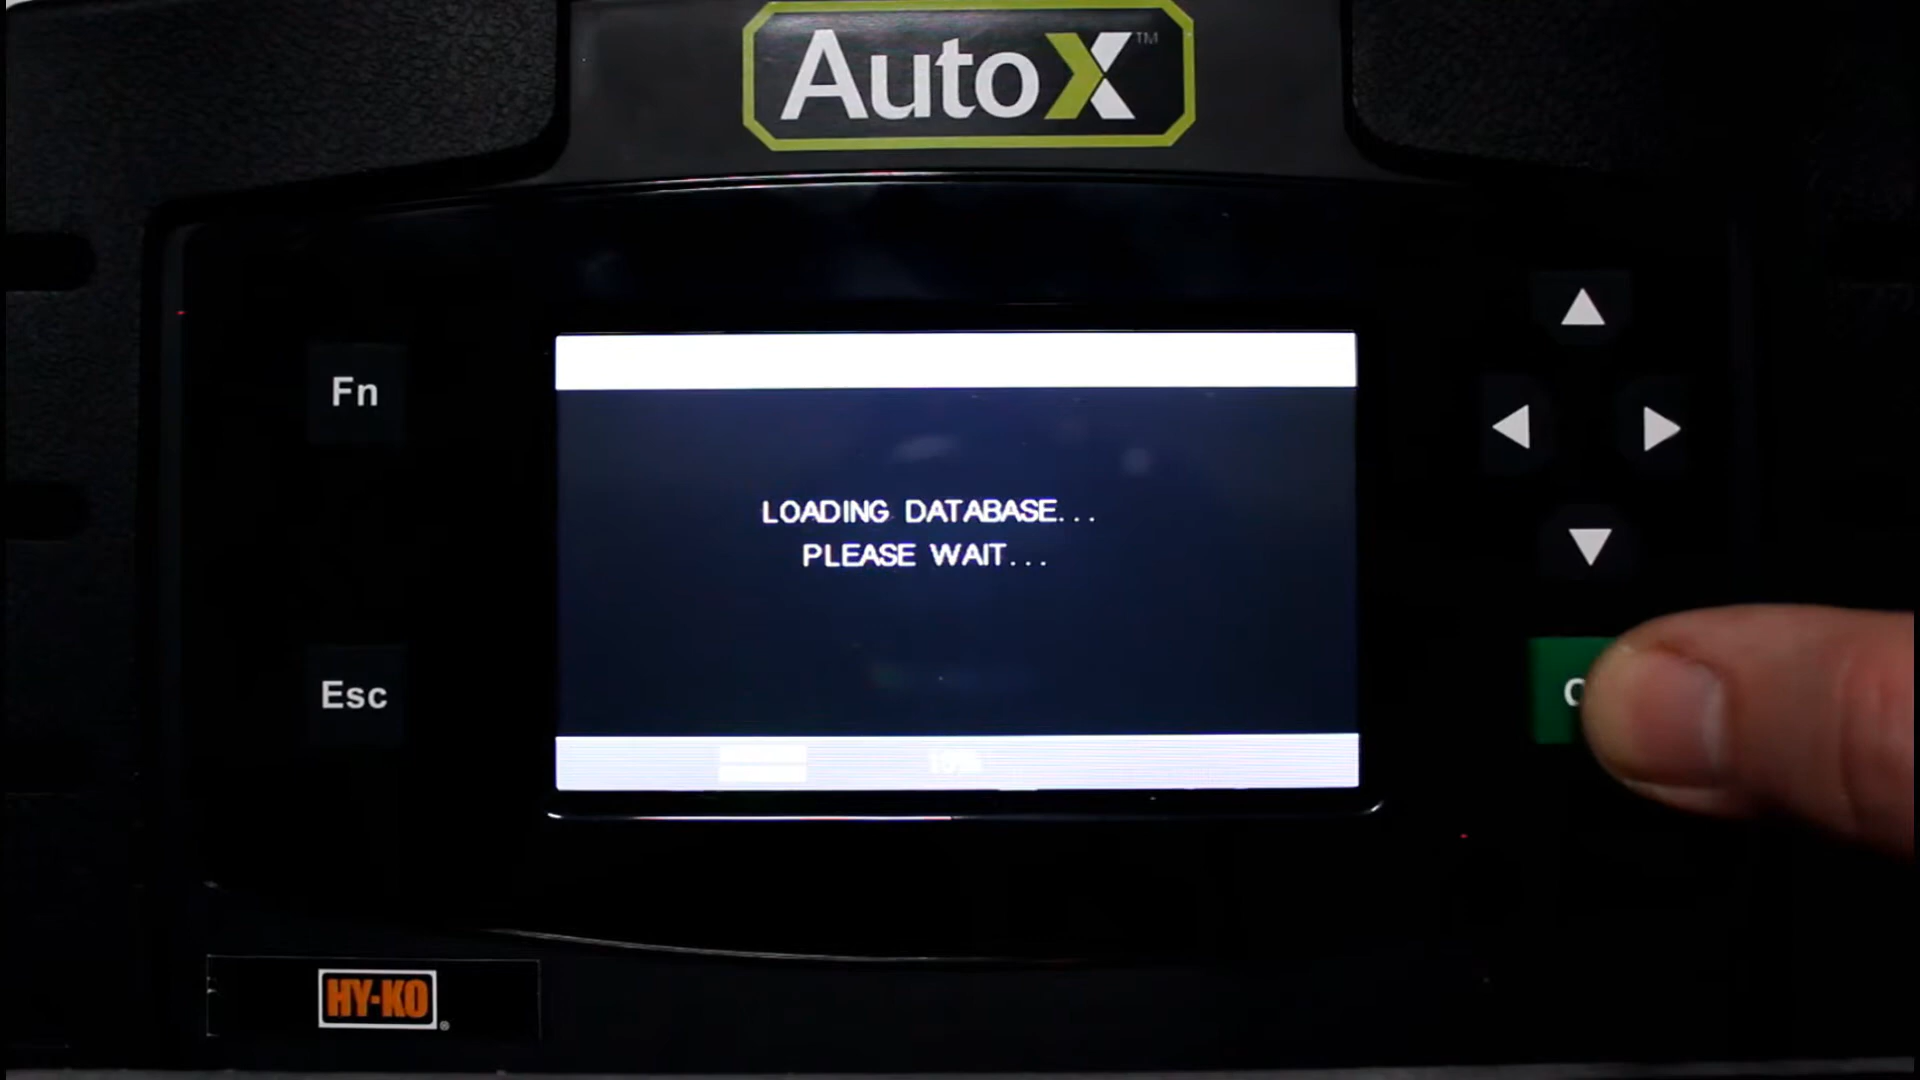 AutoX™
Fn
LOADING DATABASE...
PLEASE WAIT...
Esc
HY-KO®